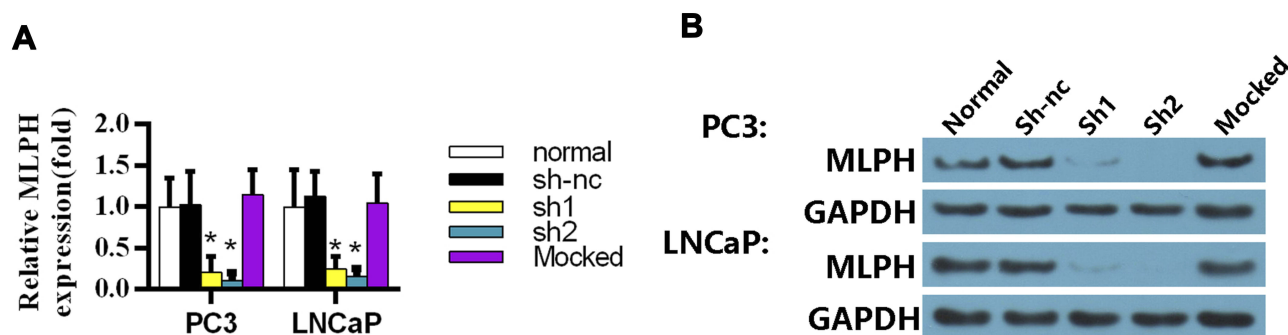 A
Relative MLPH
expression(fold)
2.0
1.5
1.0
0.5
0.0
* * * *
PC3 LNCaP
normal
sh-nc
sh1
sh2
Mocked
B
Normal Sh-nc Sh1 Sh2 Mocked
PC3:
MLPH
GAPDH
LNCaP:
MLPH
GAPDH